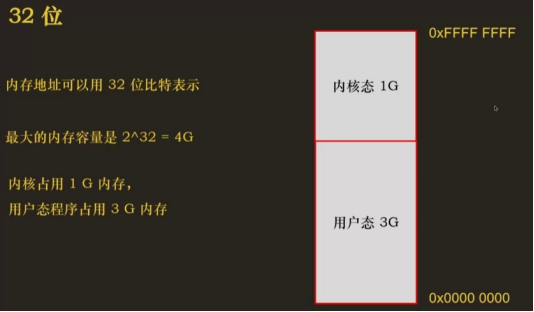 32 位
0xFFFF FFFF
内存地址可以用 32 位比特表示
内核态 1G
最大的内存容量是 2^32 = 4G
内核占用 1 G 内存，
用户态程序占用 3 G 内存
用户态 3G
0x0000 0000